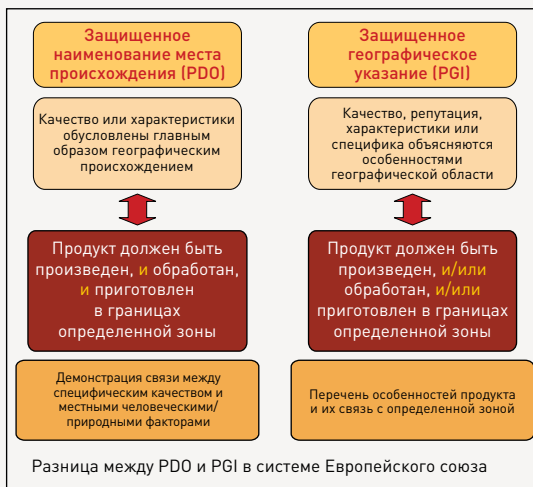 Защищенное
наименование места
происхождения (PDO)
Качество или характеристики
обусловлены главным
образом географическим
происхождением
Продукт должен быть
произведен, и обработан,
и приготовлен
в границах
определенной зоны
Демонстрация связи между
специфическим качеством и
местными человеческими/
природными факторами
Защищенное
географическое
указание (PGI)
Качество, репутация,
характеристики или
специфика объясняются
особенностями
географической области
Продукт должен быть
произведен, и/или
обработан, и/или
приготовлен в границах
определенной зоны
Перечень особенностей продукта
и их связь с определенной зоной
Разница между PDO и PGI в системе Европейского союза